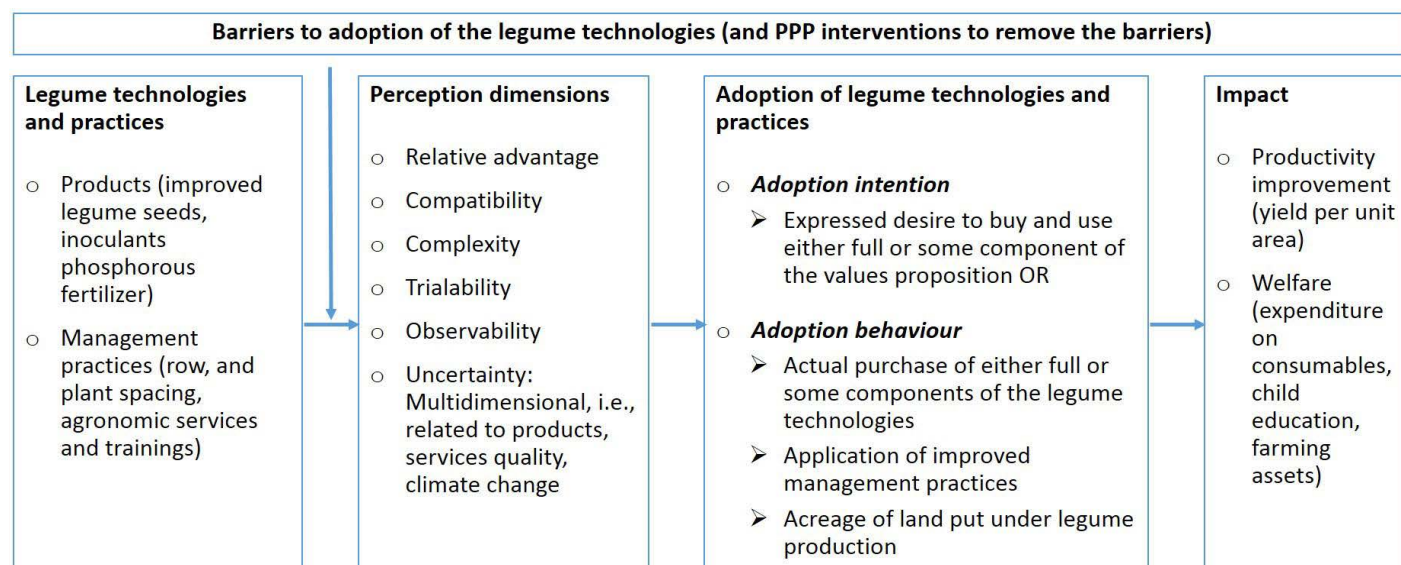 Barriers to adoption of the legume technologies (and PPP interventions to remove the barriers)
Legume technologies
and practices
o Products (improved
legume seeds,
inoculants
phosphorous
fertilizer)
o Management
practices (row, and
plant spacing,
agronomic services
and trainings)
Perception dimensions
o Relative advantage
o Compatibility
o Complexity
o Trialability
o Observability
o Uncertainty:
Multidimensional, i.e.,
related to products,
services quality,
climate change
Adoption of legume technologies and
practices
o Adoption intention
➢ Expressed desire to buy and use
either full or some component of
the values proposition OR
o Adoption behaviour
➢ Actual purchase of either full or
some components of the legume
technologies
➢ Application of improved
management practices
➢ Acreage of land put under legume
production
Impact
o Productivity
improvement
(yield per unit
area)
o Welfare
(expenditure
on
consumables,
child
education,
farming
assets)